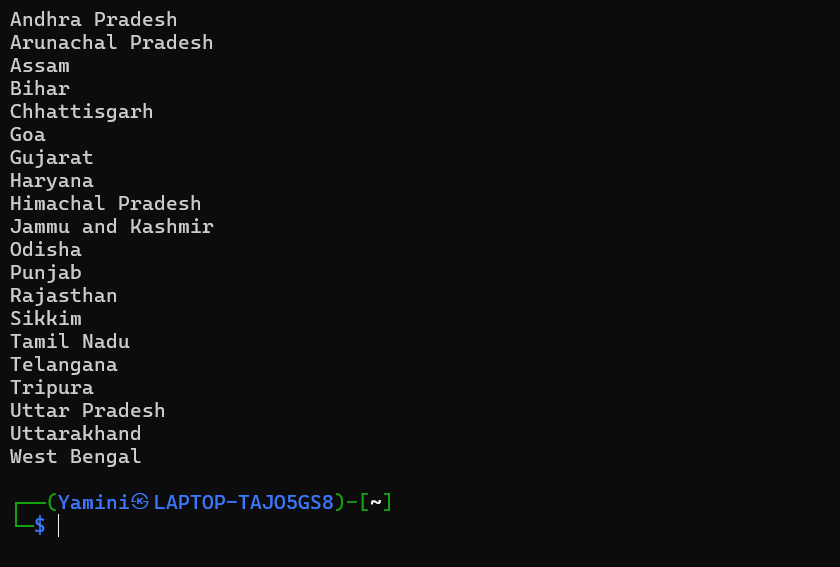 Andhra Pradesh
Arunachal Pradesh
Assam
Bihar
Chhattisgarh
Goa
Gujarat
Haryana
Himachal Pradesh
Jammu and Kashmir
Odisha
Punjab
Rajasthan
Sikkim
Tamil Nadu
Telangana
Tripura
Uttar Pradesh
Uttarakhand
West Bengal
┌──(Yamini㉿LAPTOP-TAJO5GS8)-[~]
└─$